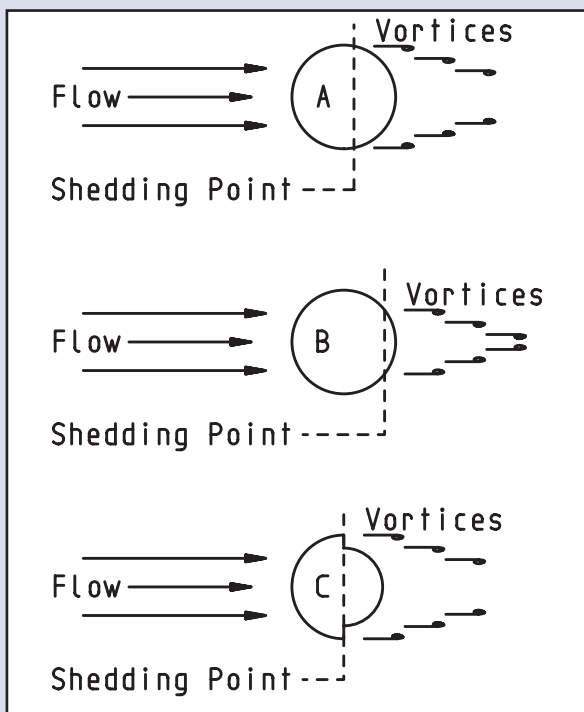 Vortices
Flow
A
Shedding Point
Vortices
Flow
B
Shedding Point
Vortices
Flow
C
Shedding Point